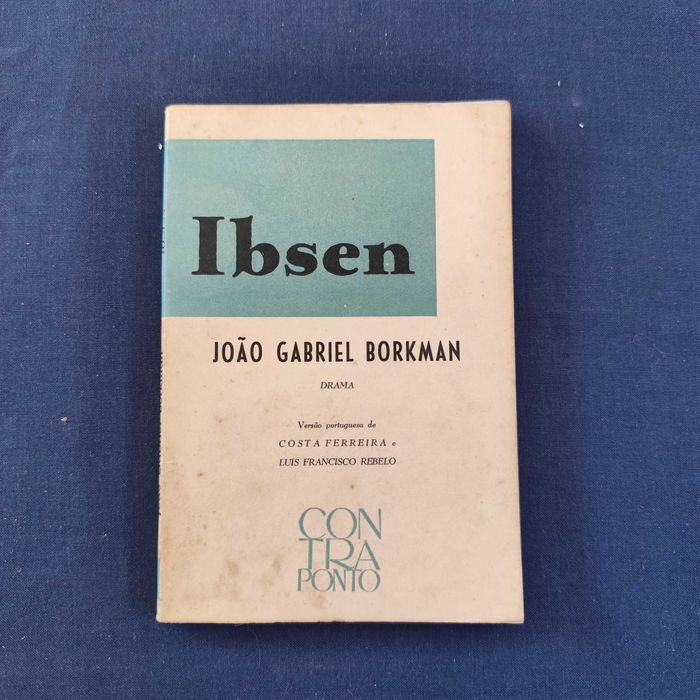 Ibsen
JOÃO GABRIEL BORKMAN
DRAMA
Versão portuguesa de
COSTA FERREIRA e
LUIS FRANCISCO REBELO
CON
TRA
PONTO